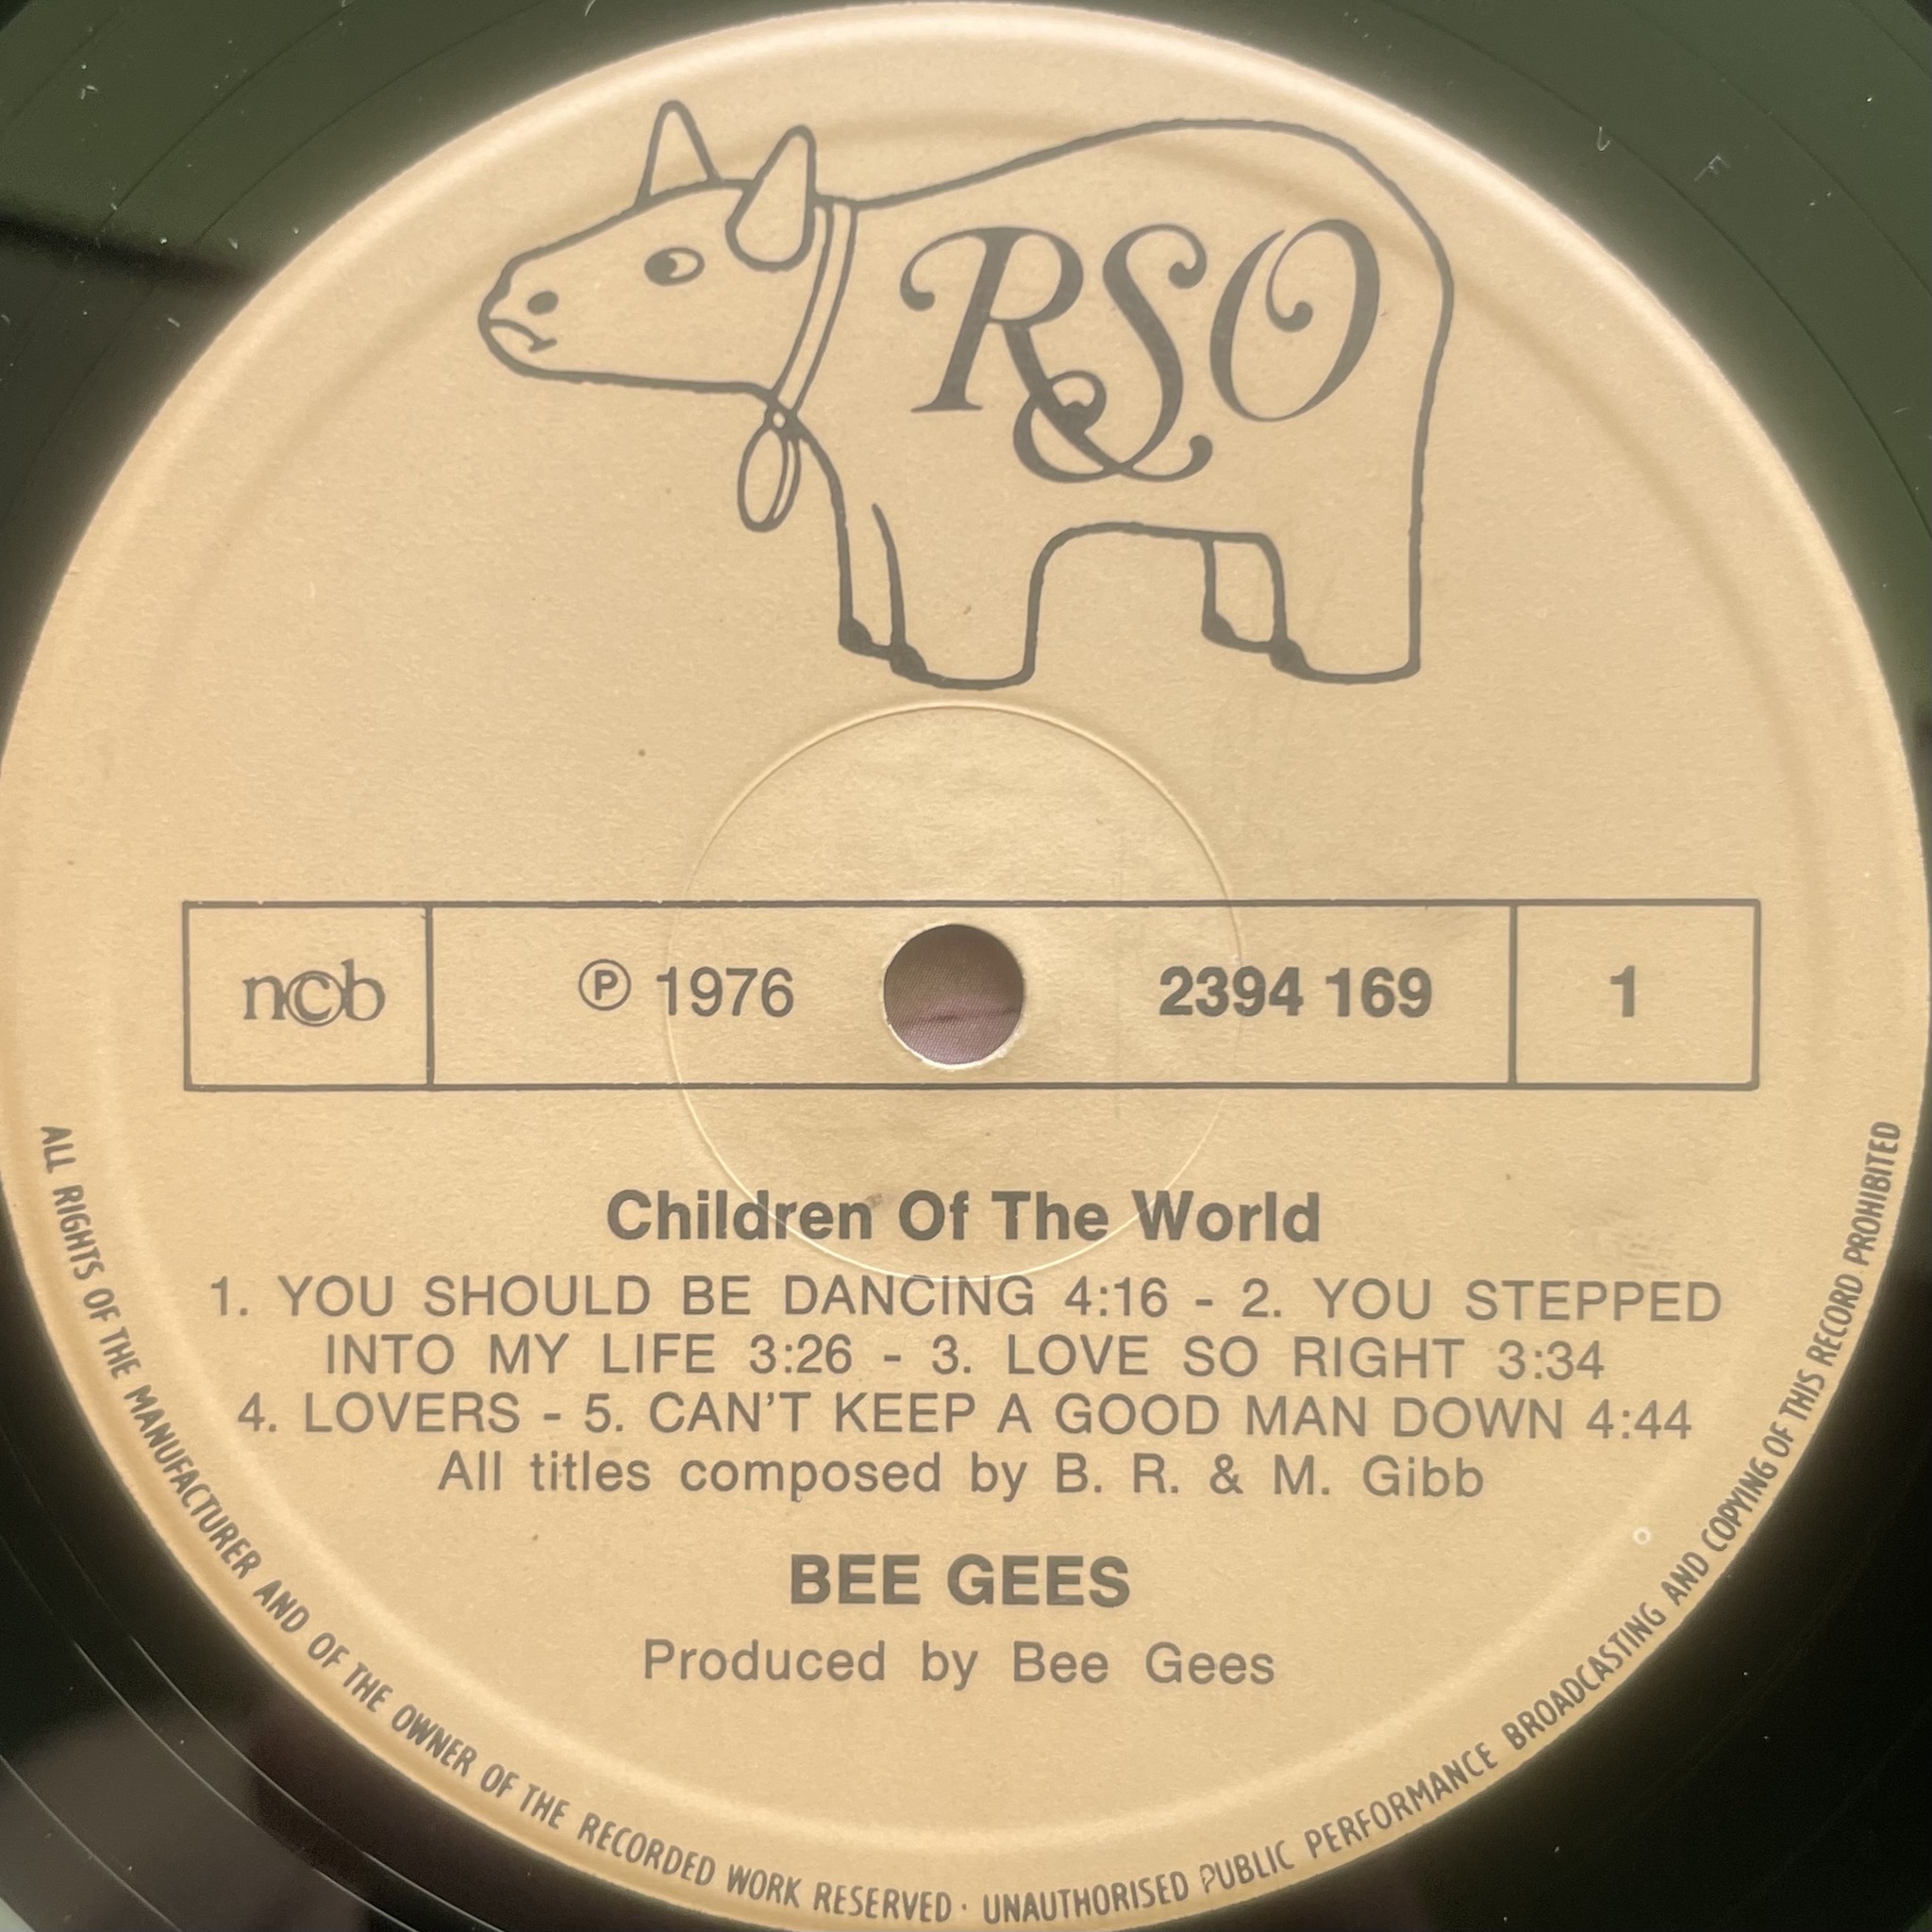 RSO
ncb
℗ 1976
2394 169
1
Children Of The World
1. YOU SHOULD BE DANCING 4:16 - 2. YOU STEPPED
INTO MY LIFE 3:26 - 3. LOVE SO RIGHT 3:34
4. LOVERS - 5. CAN'T KEEP A GOOD MAN DOWN 4:44
All titles composed by B. R. & M. Gibb
BEE GEES
Produced by Bee Gees
ALL RIGHTS OF THE MANUFACTURER AND OF THE OWNER OF THE RECORDED WORK RESERVED · UNAUTHORISED PUBLIC PERFORMANCE BROADCASTING AND COPYING OF THIS RECORD PROHIBITED